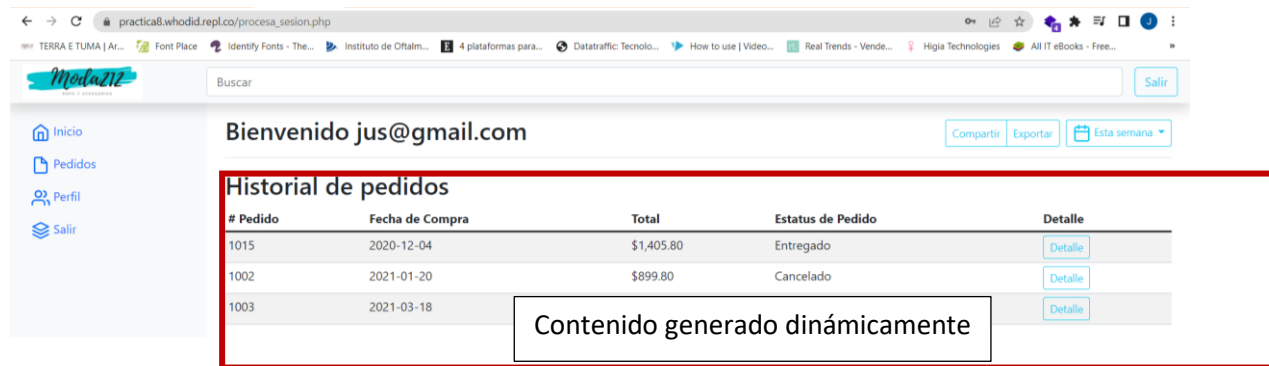 practica8.whodid.repl.co/procesa_sesion.php
TERRA E TUMA | Ar... Font Place Identify Fonts - The... Instituto de Oftalm... 4 plataformas para... Datatraffic: Tecnolo... How to use | Video... Real Trends - Vende... Higia Technologies All IT eBooks - Free... »
Moda212 Buscar Salir
Inicio
Pedidos
Perfil
Salir
Bienvenido jus@gmail.com Compartir Exportar Esta semana
Historial de pedidos
# Pedido Fecha de Compra Total Estatus de Pedido Detalle
1015 2020-12-04 $1,405.80 Entregado Detalle
1002 2021-01-20 $899.80 Cancelado Detalle
1003 2021-03-18 Detalle
Contenido generado dinámicamente